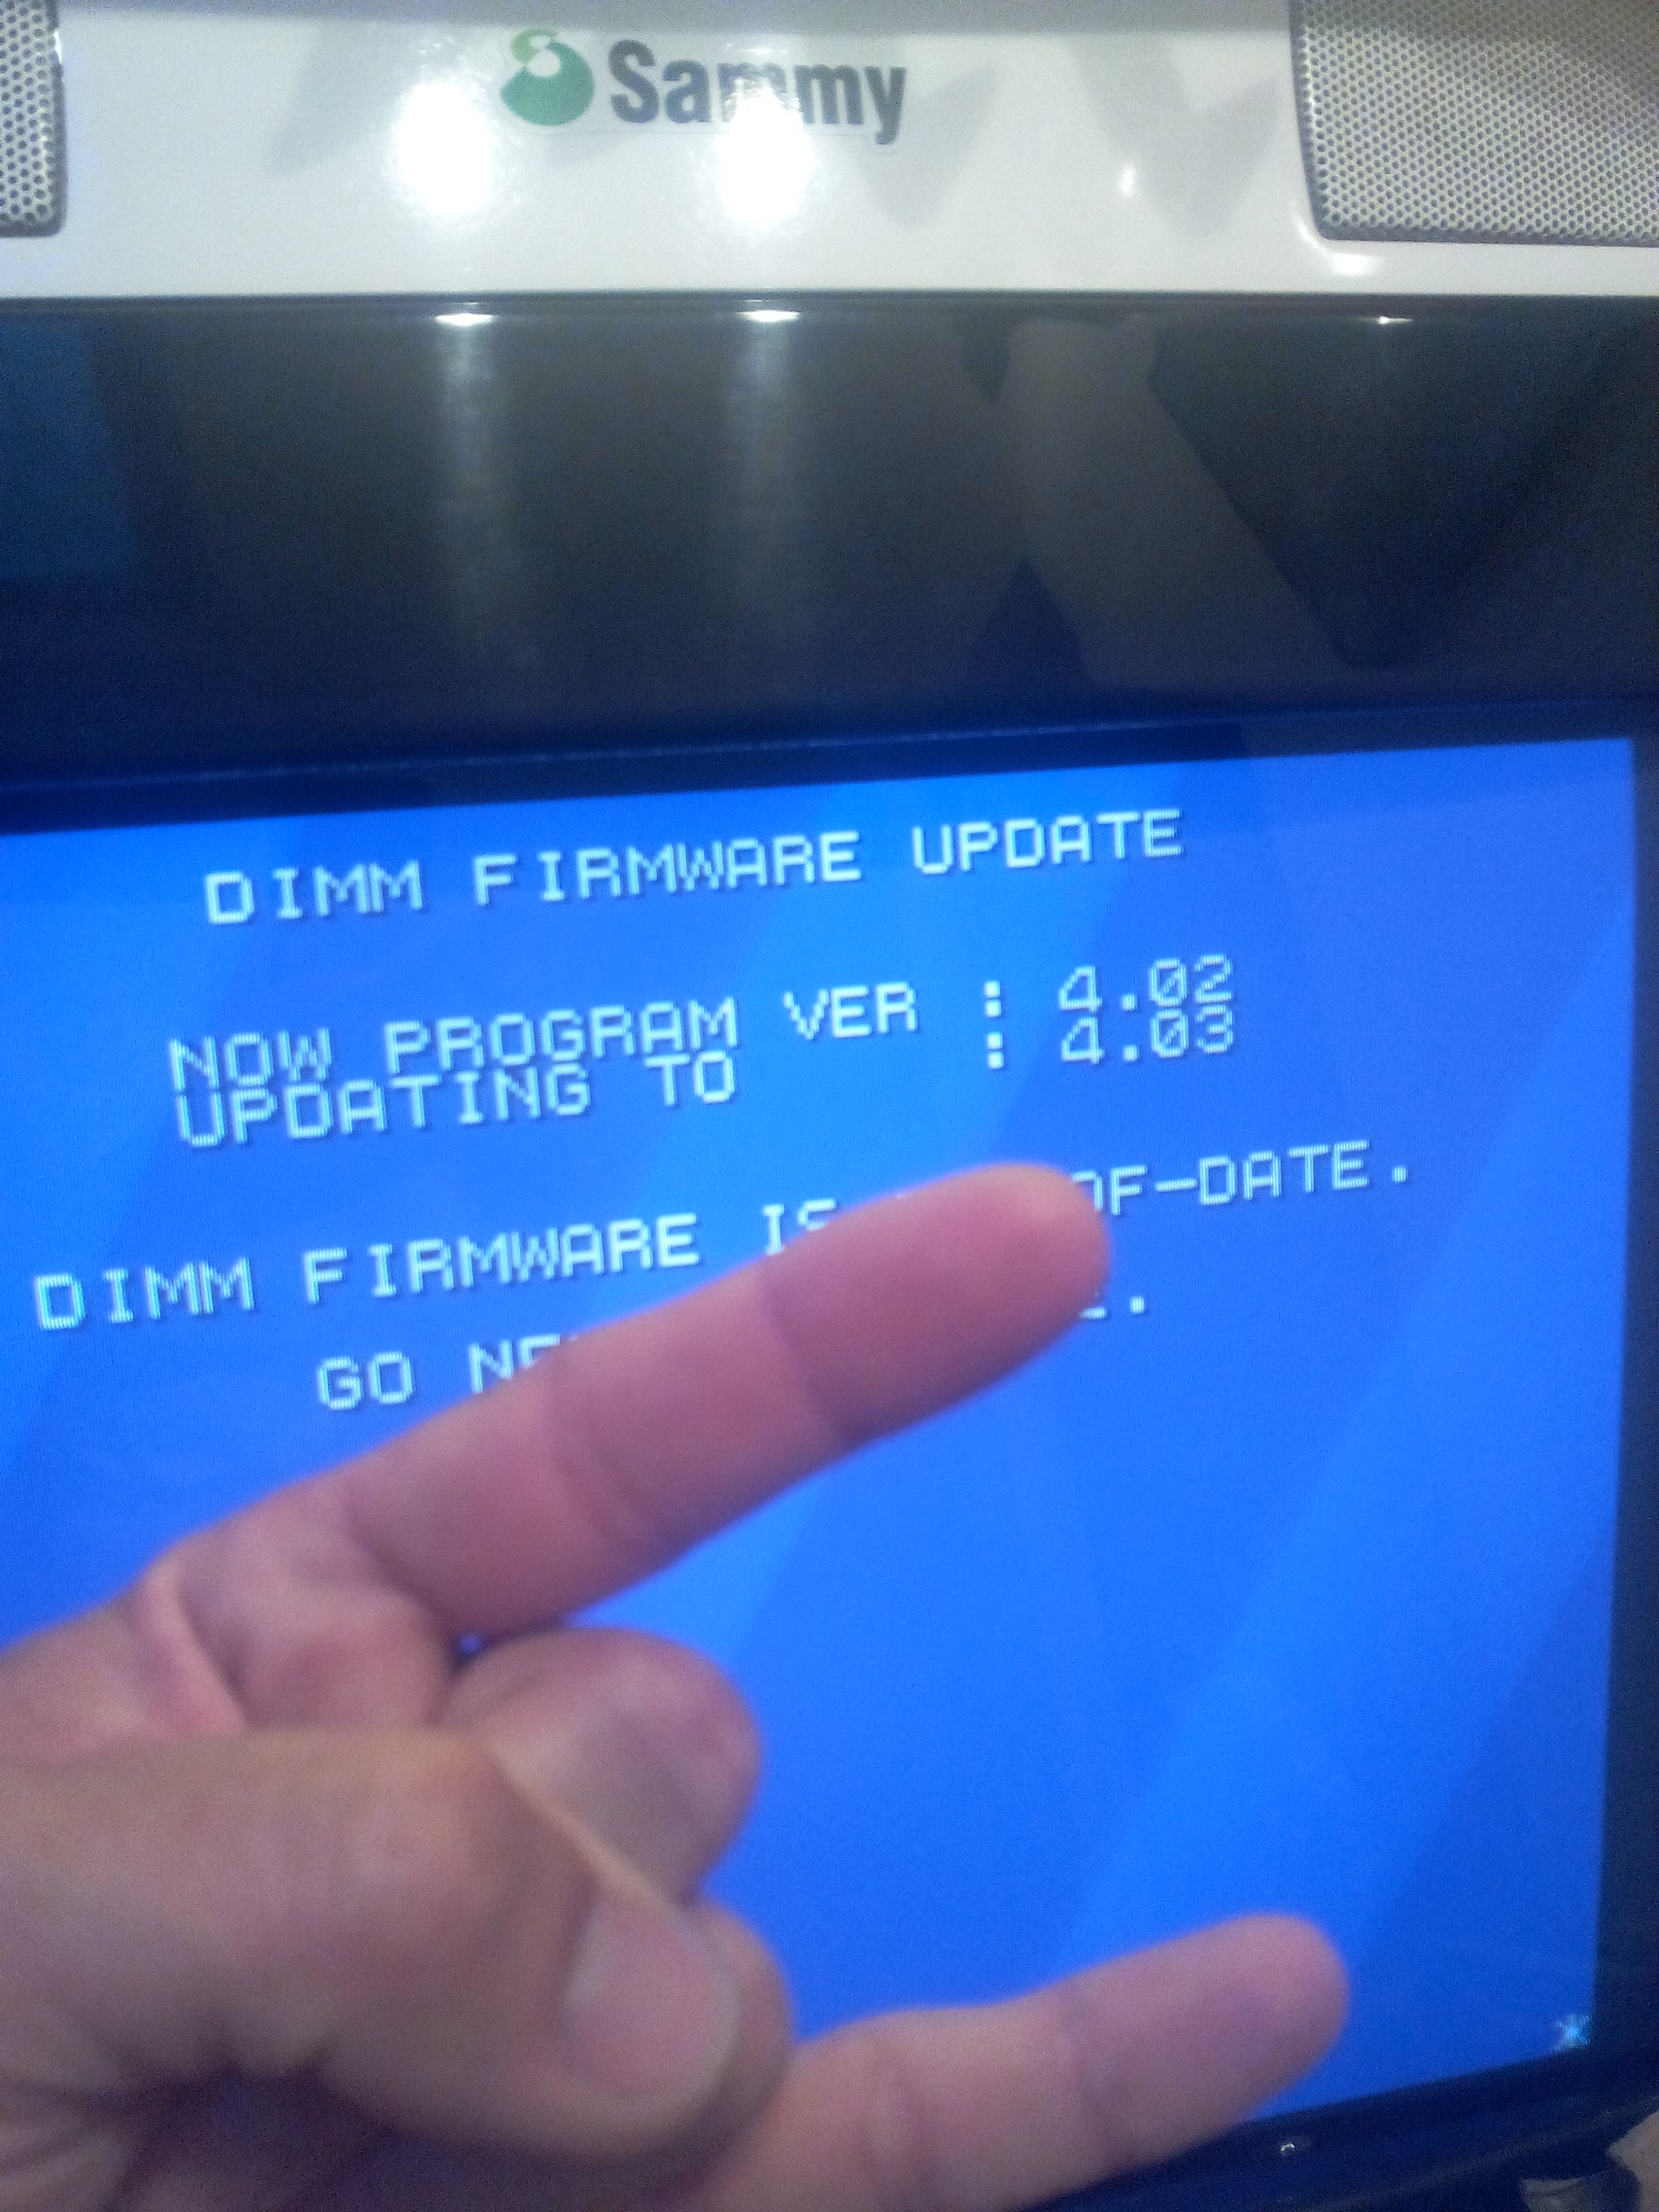 Sammy
DIMM FIRMWARE UPDATE
NOW PROGRAM VER : 4.02
UPDATING TO : 4.03
DIMM FIRMWARE IS OF-DATE.
GO